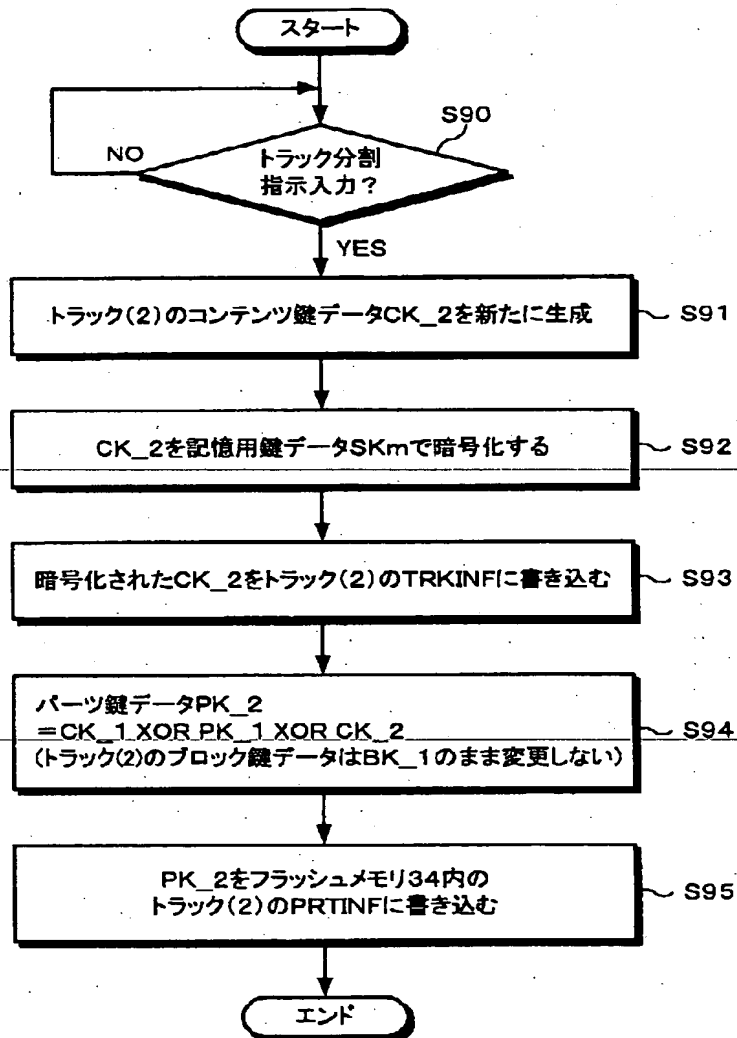 スタート
S90
NO
トラック分割
指示入力？
YES
トラック(2)のコンテンツ鍵データCK_2を新たに生成
S91
CK_2を記憶用鍵データSKmで暗号化する
S92
暗号化されたCK_2をトラック(2)のTRKINFに書き込む
S93
パーツ鍵データPK_2
=CK_1 XOR PK_1 XOR CK_2
(トラック(2)のブロック鍵データはBK_1のまま変更しない)
S94
PK_2をフラッシュメモリ34内の
トラック(2)のPRTINFに書き込む
S95
エンド